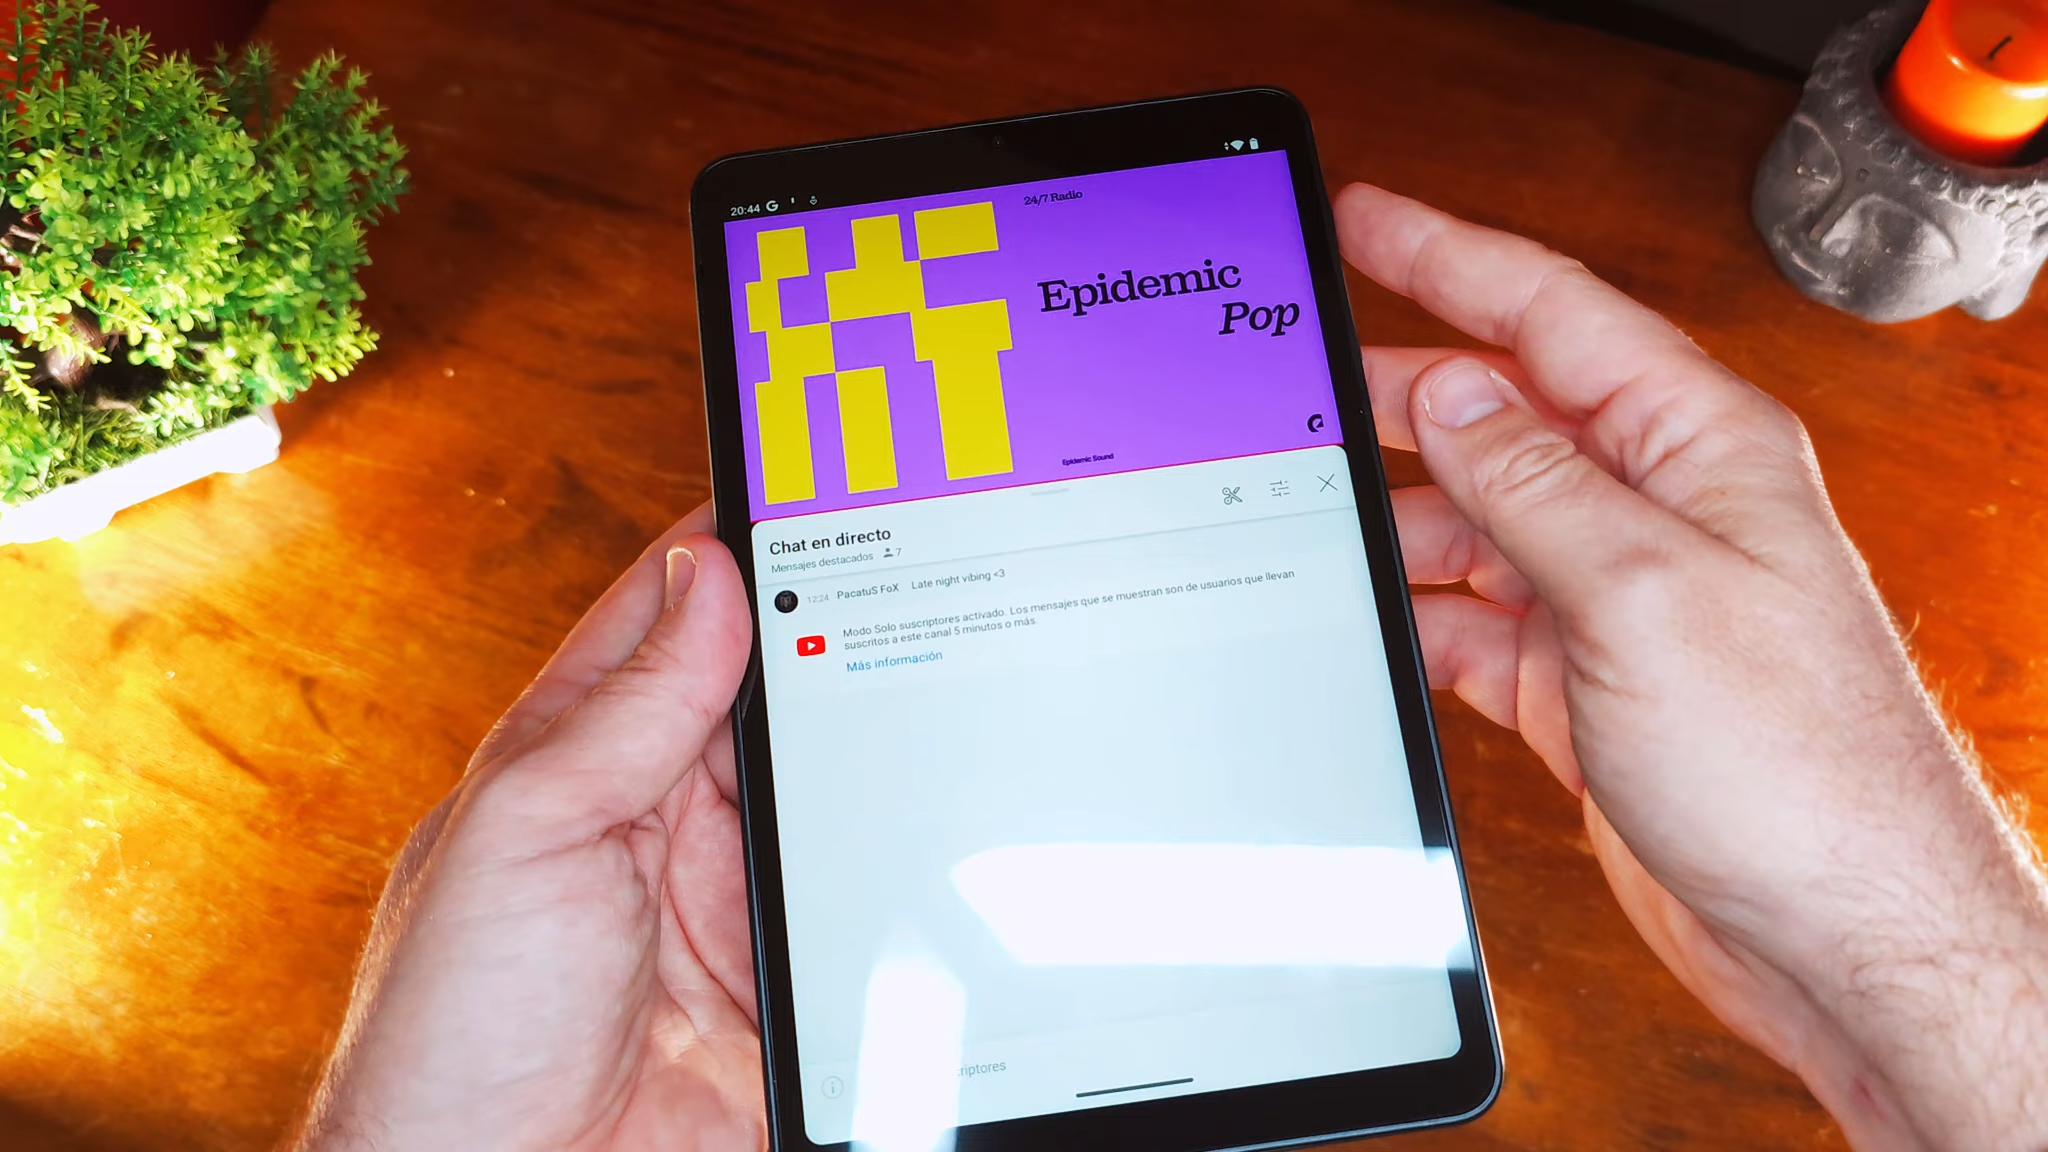 20:44
24/7 Radio
Epidemic
Pop
Epidemic Sound
Chat en directo
Mensajes destacados 7
12:24 PacatuS FoX Late night vibing <3
Modo Solo suscriptores activado. Los mensajes que se muestran son de usuarios que llevan
suscritos a este canal 5 minutos o más.
Más información
criptores